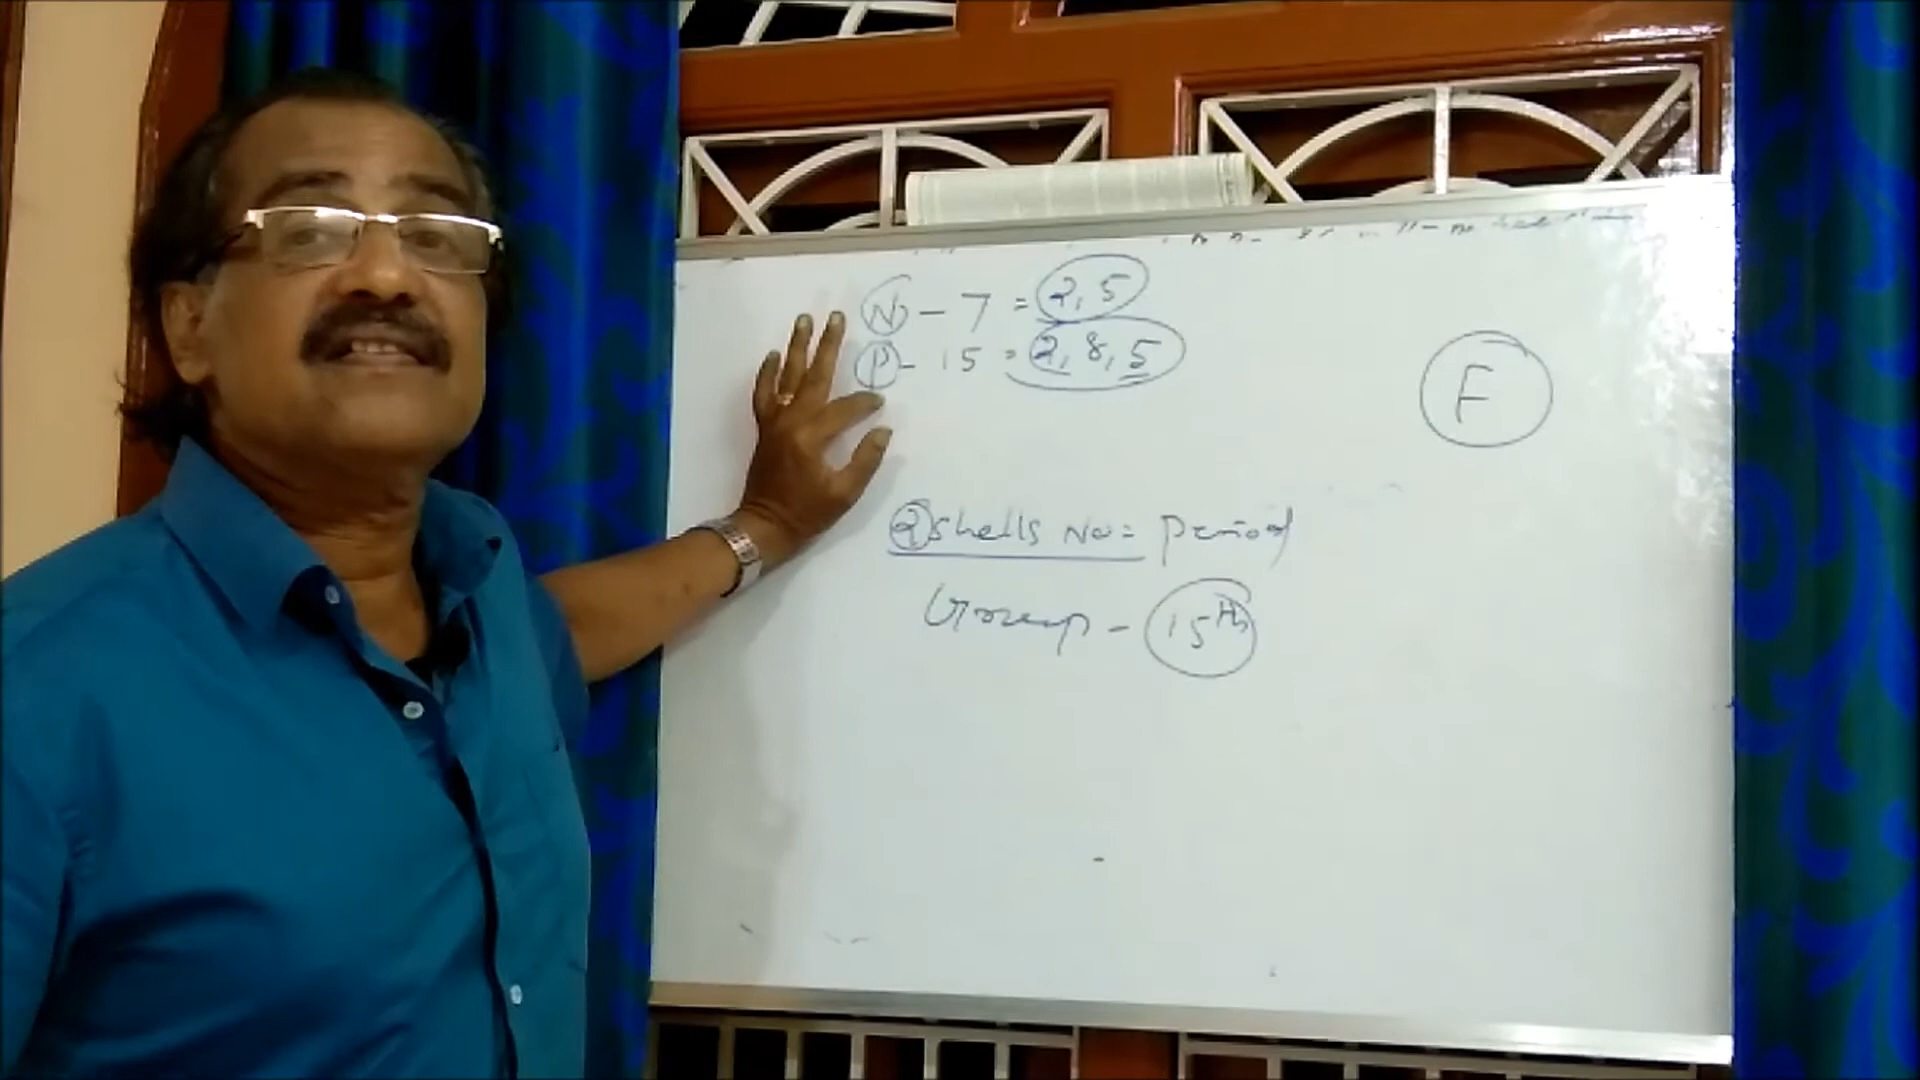 N - 7 = 2, 5
P - 15 = 2, 8, 5
F
2 shells No = Period
Group - 15th